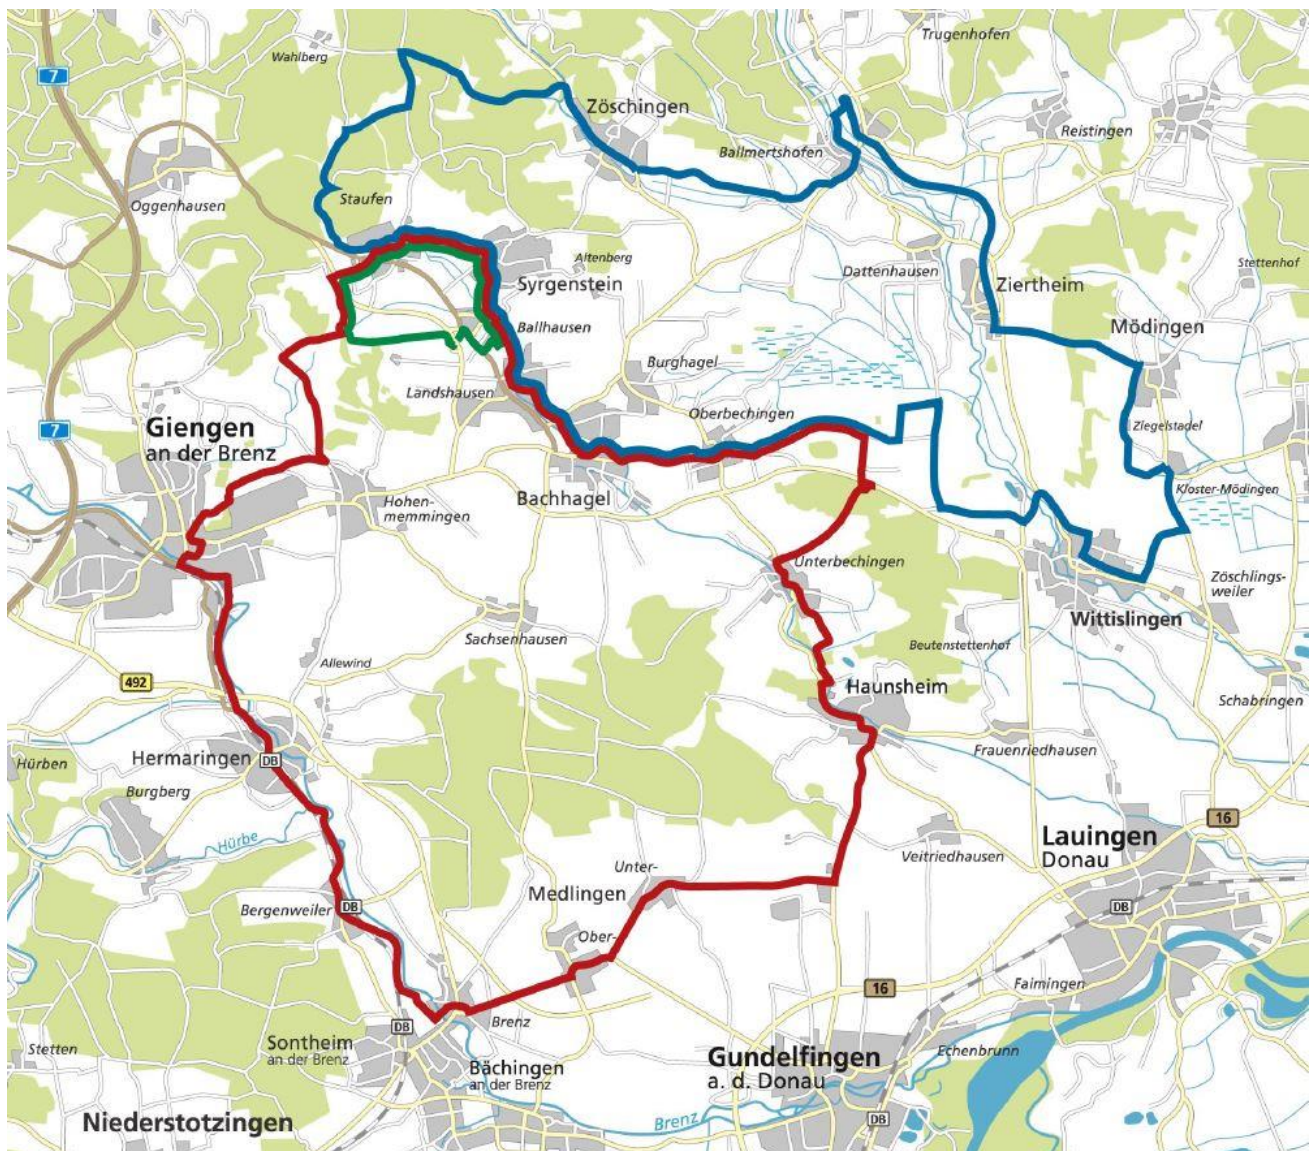 Trugenhofen
Wahlberg
7
Zöschingen
Reistingen
Ballmertshofen
Oggenhausen
Staufen
Altenberg
Dattenhausen
Stettenhof
Syrgenstein
Ziertheim
Ballhausen
Mödingen
Burghagel
Landshausen
Oberbechingen
Ziegelstadel
7
Giengen
an der Brenz
Kloster-Mödingen
Bachhagel
Hohen-
memmingen
Unterbechingen
Zöschlings-
weiler
Wittislingen
Sachsenhausen
Beutenstettenhof
Allewind
492
Haunsheim
Schabringen
Frauenriedhausen
Hermaringen
DB
Hürben
Burgberg
16
Hürbe
Lauingen
Donau
Veitriedhausen
Unter-
Medlingen
Bergenweiler
DB
DB
Ober-
Faimingen
16
Brenz
DB
Sontheim
an der Brenz
Stetten
Echenbrunn
Gundelfingen
a. d. Donau
Bächingen
an der Brenz
Niederstotzingen
Brenz
DB